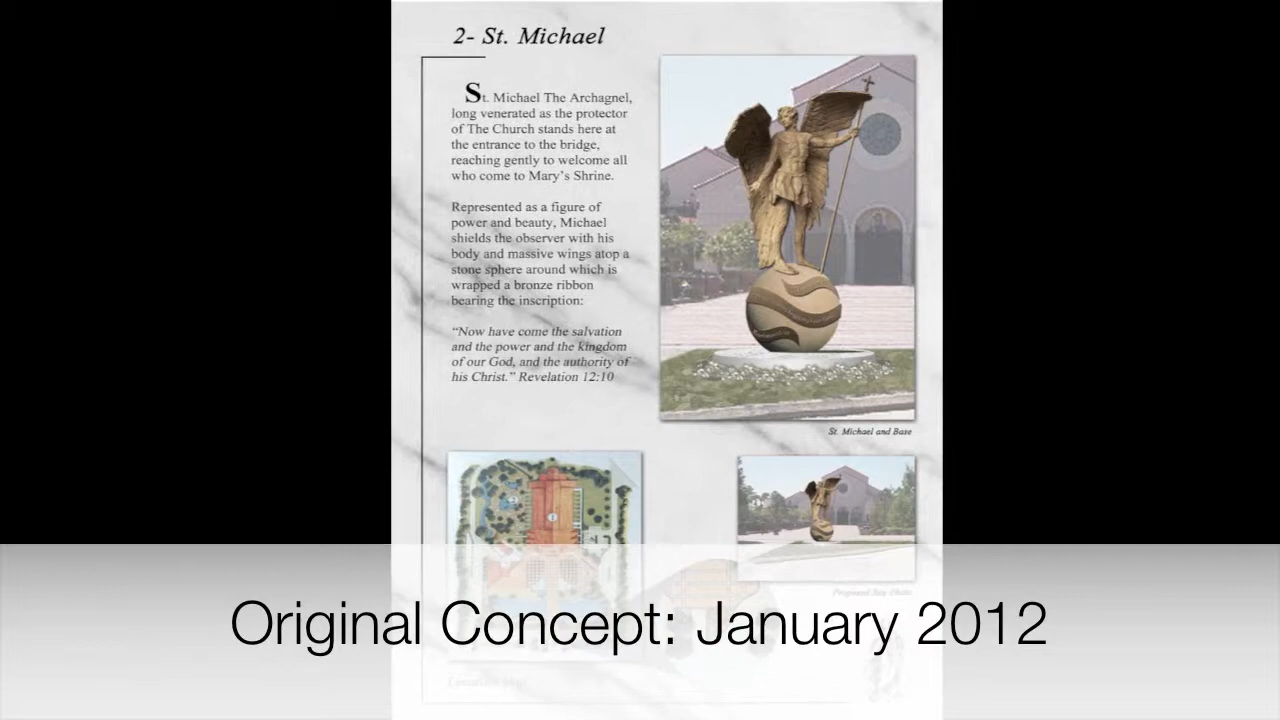 2- St. Michael
St. Michael The Archagnel,
long venerated as the protector
of The Church stands here at
the entrance to the bridge,
reaching gently to welcome all
who come to Mary's Shrine.
Represented as a figure of
power and beauty, Michael
shields the observer with his
body and massive wings atop a
stone sphere around which is
wrapped a bronze ribbon
bearing the inscription:
“Now have come the salvation
and the power and the kingdom
of our God, and the authority of
his Christ.” Revelation 12:10
St. Michael and Base
Proposed Site Photo
Original Concept: January 2012